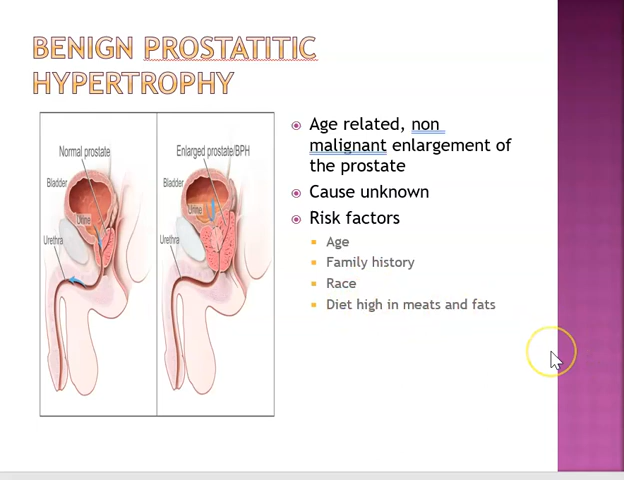 BENIGN PROSTATITIC
HYPERTROPHY
Normal prostate
Bladder
Urine
Urethra
Enlarged prostate/BPH
Bladder
Urine
Urethra
Age related, non
malignant enlargement of
the prostate
Cause unknown
Risk factors
Age
Family history
Race
Diet high in meats and fats